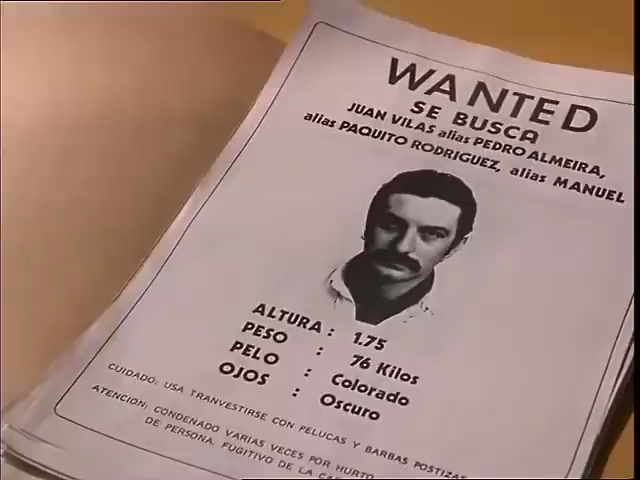 WANTED
SE BUSCA
JUAN VILAS alias PEDRO ALMEIRA,
alias PAQUITO RODRIGUEZ, alias MANUEL
ALTURA : 1.75
PESO : 76 Kilos
PELO : Colorado
OJOS : Oscuro
CUIDADO: USA TRANVESTIRSE CON PELUCAS Y BARBAS POSTIZAS
ATENCION: CONDENADO VARIAS VECES POR HURTO
DE PERSONA, FUGITIVO DE LA